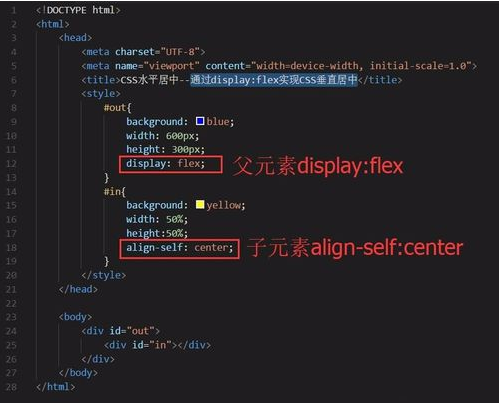 1 <!DOCTYPE html>
2 <html>
3 <head>
4 <meta charset="UTF-8">
5 <meta name="viewport" content="width=device-width, initial-scale=1.0">
6 <title>CSS水平居中--通过display:flex实现CSS垂直居中</title>
7 <style>
8 #out{
9 background: blue;
10 width: 600px;
11 height: 300px;
12 display: flex; 父元素display:flex
13 }
14 #in{
15 background: yellow;
16 width: 50%;
17 height:50%;
18 align-self: center; 子元素align-self:center
19 }
20 </style>
21 </head>
22
23 <body>
24 <div id="out">
25 <div id="in"></div>
26 </div>
27 </body>
28 </html>